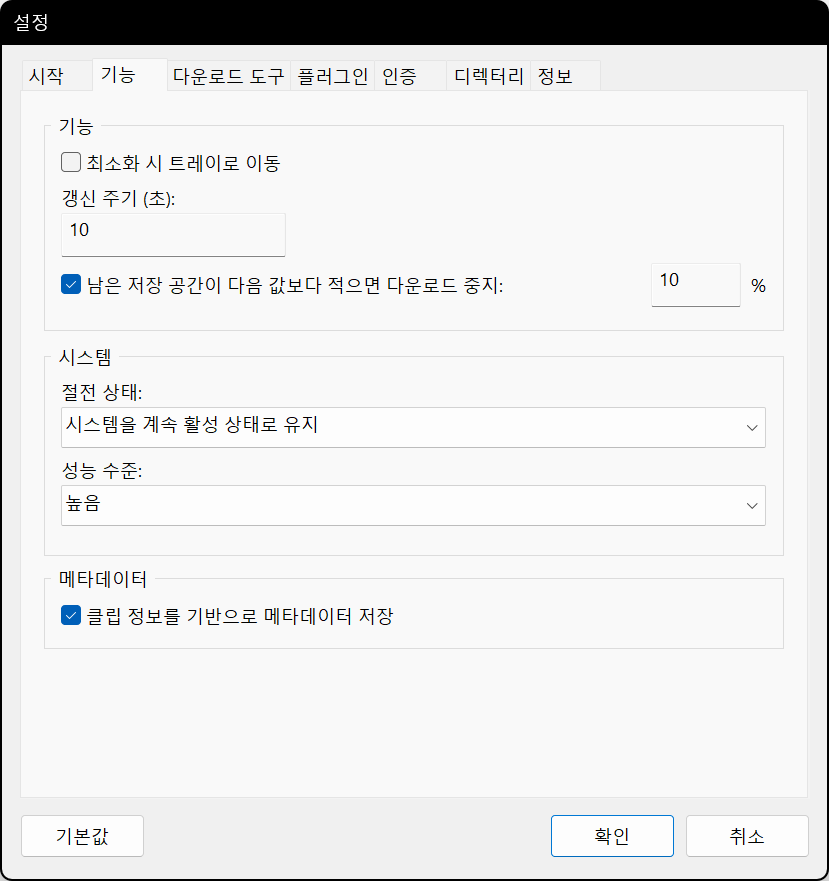 설정
시작 기능 다운로드 도구 플러그인 인증 디렉터리 정보
기능
최소화 시 트레이로 이동
갱신 주기 (초):
10
남은 저장 공간이 다음 값보다 적으면 다운로드 중지: 10 %
시스템
절전 상태:
시스템을 계속 활성 상태로 유지
성능 수준:
높음
메타데이터
클립 정보를 기반으로 메타데이터 저장
기본값 확인 취소